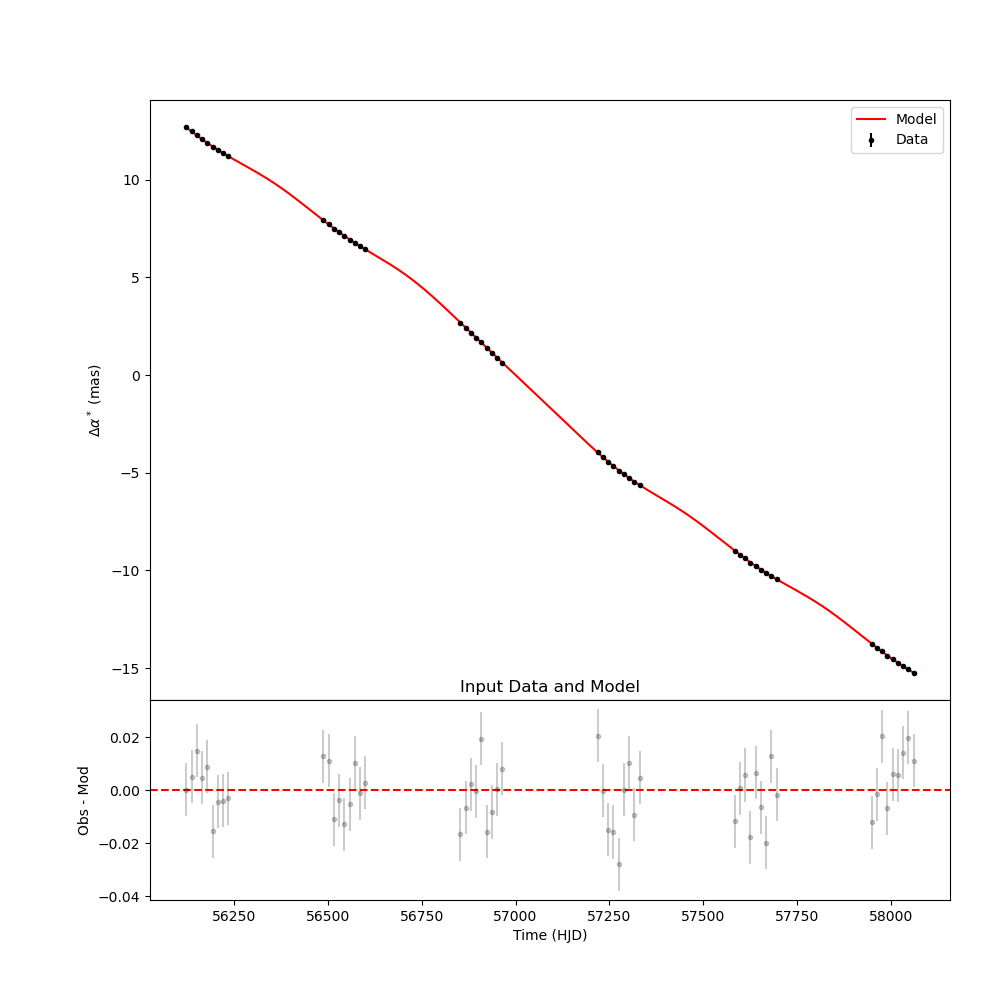 Model
Data
10
5
0
−5
−10
−15
Δα* (mas)
Input Data and Model
0.02
0.00
−0.02
−0.04
Obs - Mod
56250 56500 56750 57000 57250 57500 57750 58000
Time (HJD)